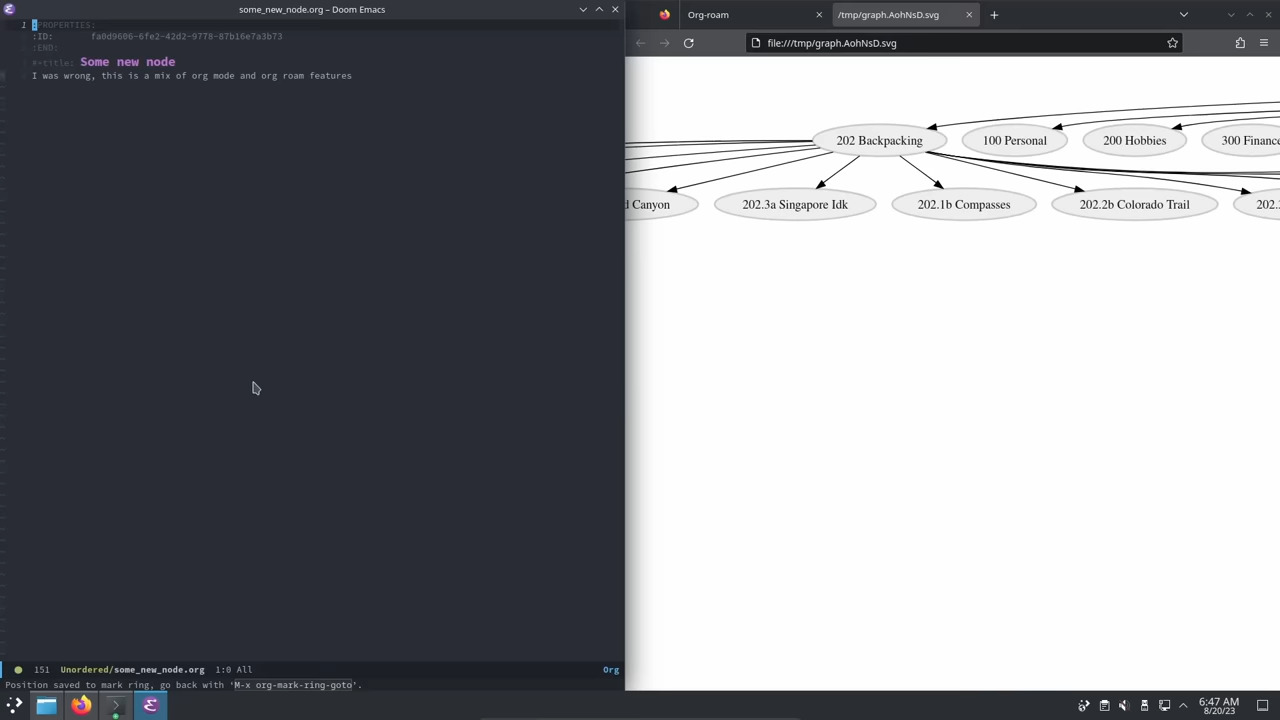 some_new_node.org – Doom Emacs
1 :PROPERTIES:
:ID: fa0d9606-6fe2-42d2-9778-87b16e7a3b73
:END:
#+title: Some new node
I was wrong, this is a mix of org mode and org roam features
151 Unordered/some_new_node.org 1:0 All Org
Position saved to mark ring, go back with ‘M-x org-mark-ring-goto’.
Org-roam
/tmp/graph.AohNsD.svg
file:///tmp/graph.AohNsD.svg
202 Backpacking
100 Personal
200 Hobbies
300 Finance
d Canyon
202.3a Singapore Idk
202.1b Compasses
202.2b Colorado Trail
202.
6:47 AM
8/20/23